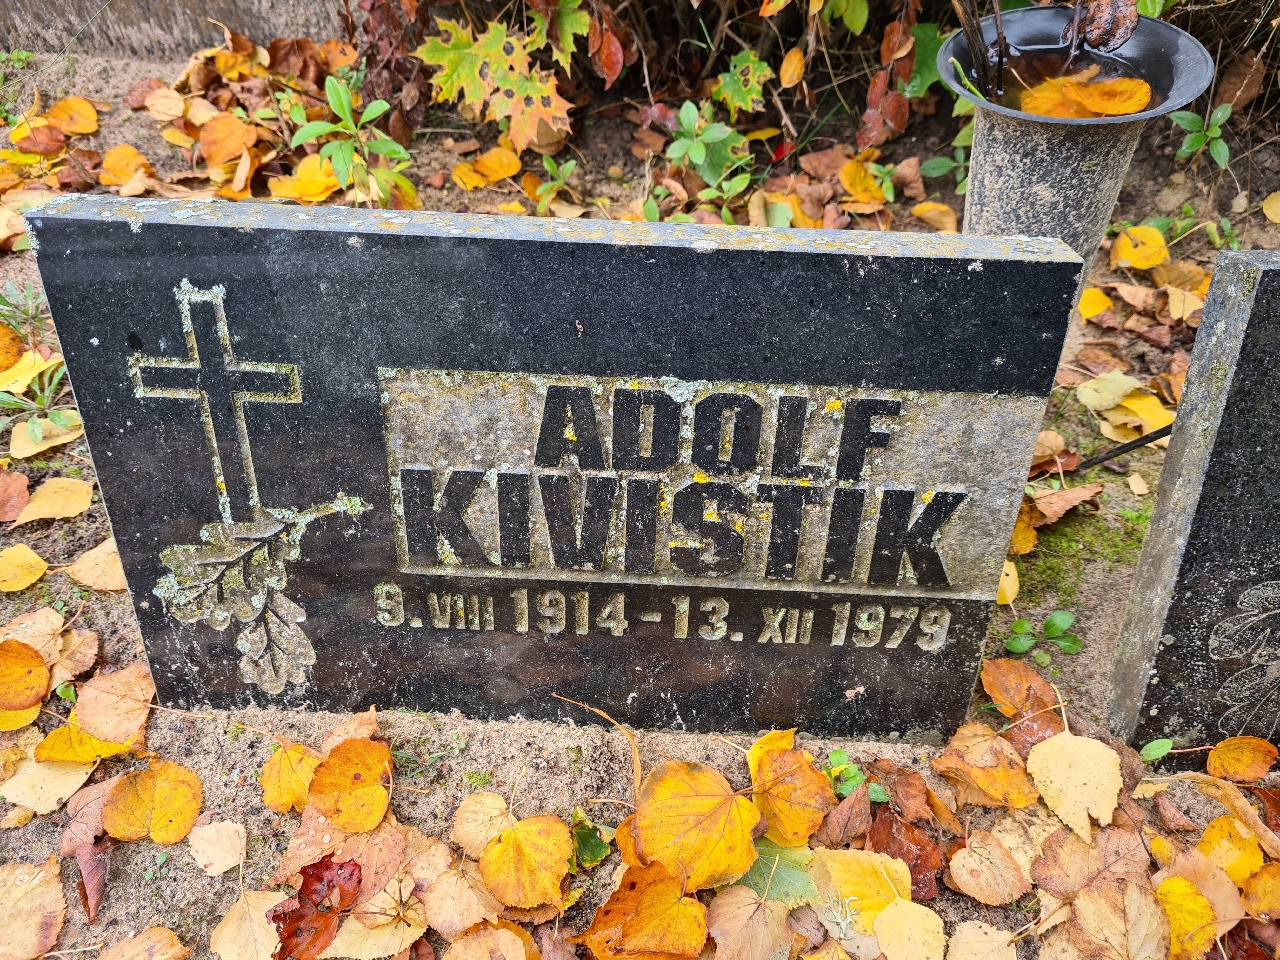 ADOLF
KIVISTIK
9. VIII 1914 - 13. XII 1979